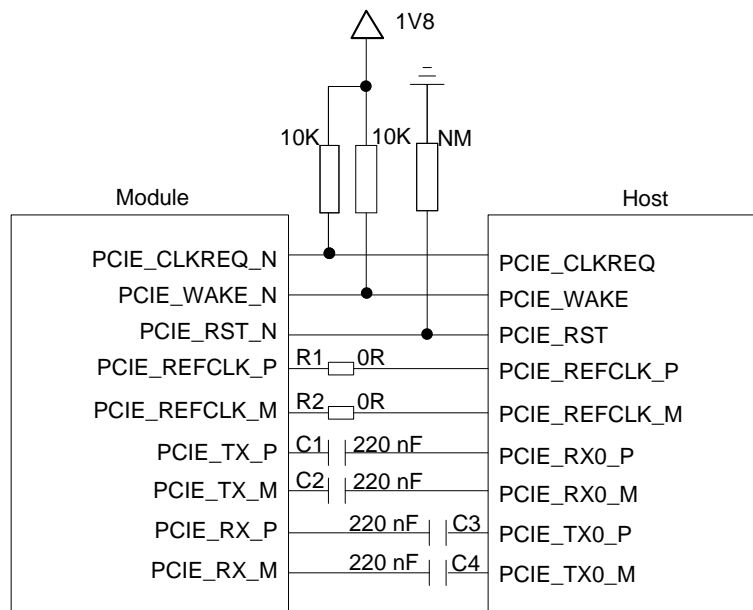 1V8
10K
10K
NM
Module
Host
PCIE_CLKREQ_N
PCIE_CLKREQ
PCIE_WAKE_N
PCIE_WAKE
PCIE_RST_N
PCIE_RST
PCIE_REFCLK_P
R1
0R
PCIE_REFCLK_P
PCIE_REFCLK_M
R2
0R
PCIE_REFCLK_M
PCIE_TX_P
C1
220 nF
PCIE_RX0_P
PCIE_TX_M
C2
220 nF
PCIE_RX0_M
PCIE_RX_P
220 nF
C3
PCIE_TX0_P
PCIE_RX_M
220 nF
C4
PCIE_TX0_M